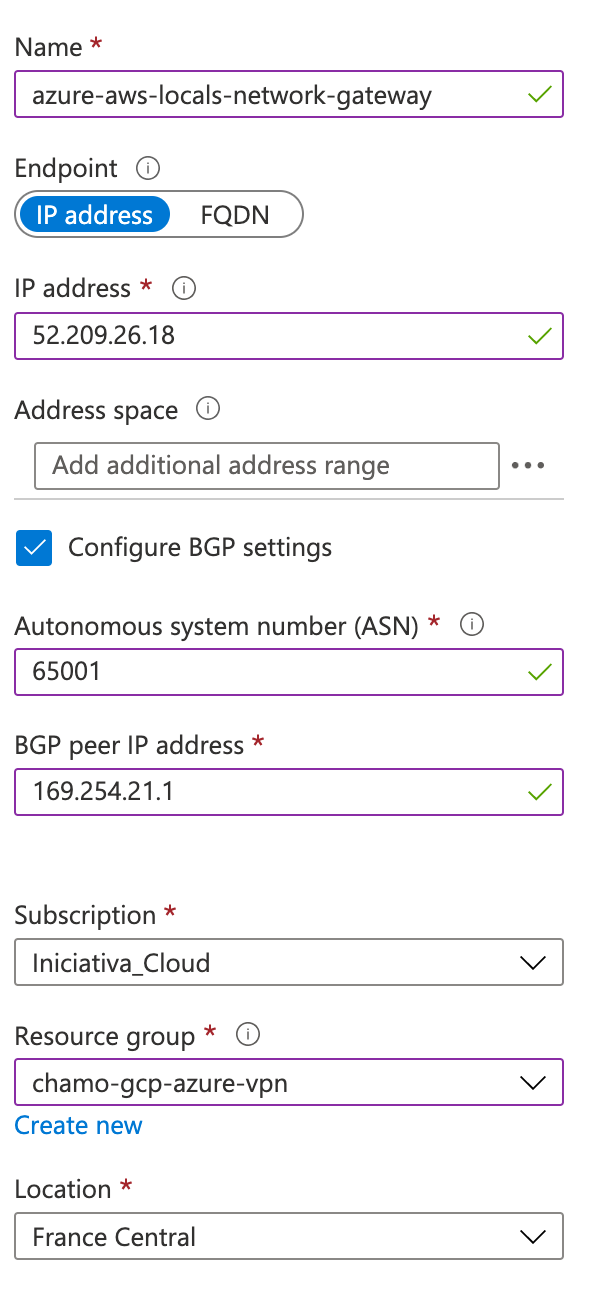 Name *
azure-aws-locals-network-gateway
Endpoint
IP address FQDN
IP address *
52.209.26.18
Address space
Add additional address range
Configure BGP settings
Autonomous system number (ASN) *
65001
BGP peer IP address *
169.254.21.1
Subscription *
Iniciativa_Cloud
Resource group *
chamo-gcp-azure-vpn
Create new
Location *
France Central